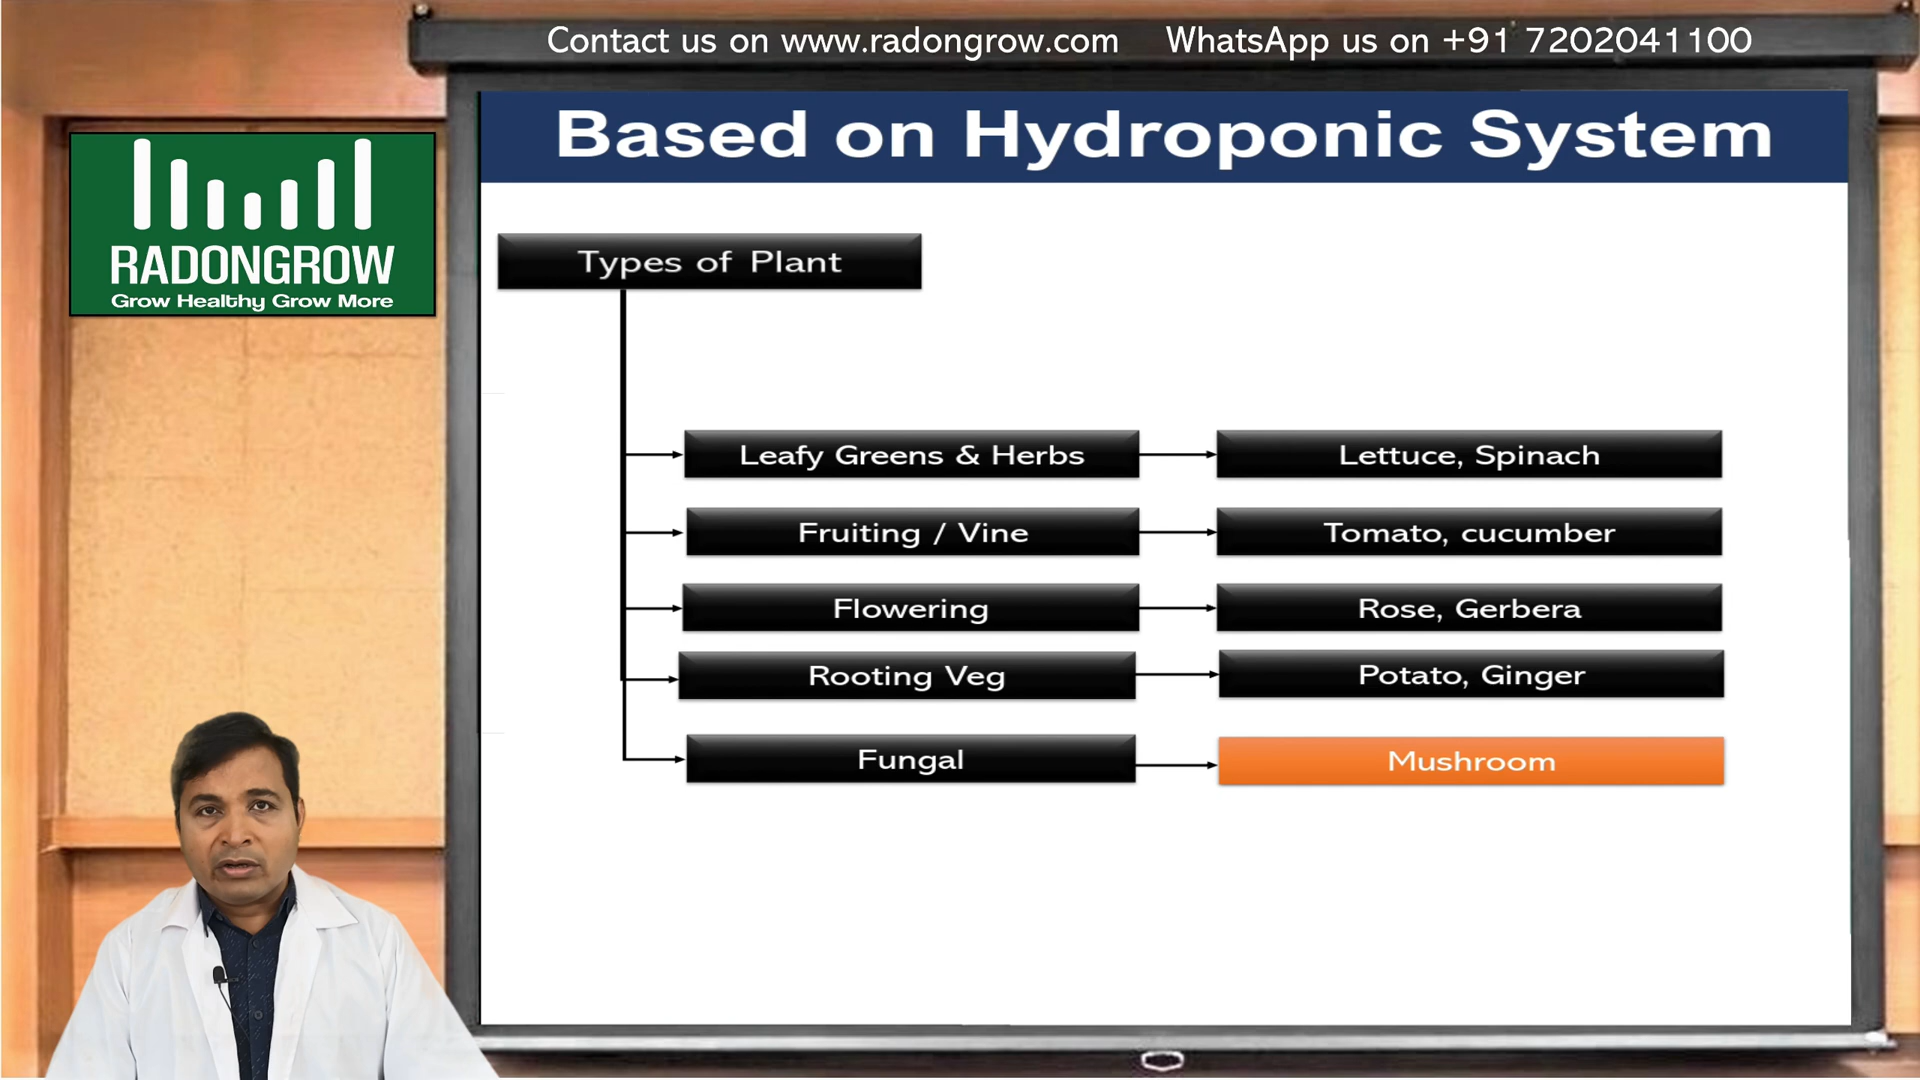 Contact us on www.radongrow.com WhatsApp us on +91 7202041100
Based on Hydroponic System
RADONGROW
Grow Healthy Grow More
Types of Plant
Leafy Greens & Herbs
Lettuce, Spinach
Fruiting / Vine
Tomato, cucumber
Flowering
Rose, Gerbera
Rooting Veg
Potato, Ginger
Fungal
Mushroom